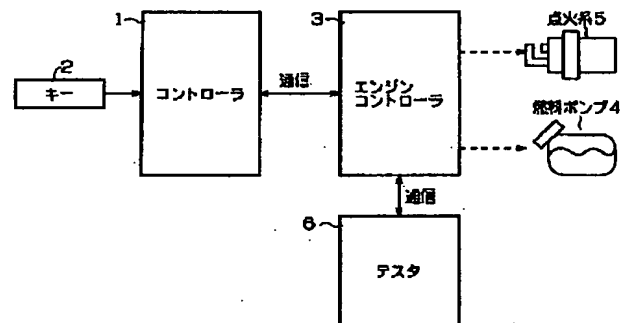 1
3
点火系5
2
キー
コントローラ
通信
エンジン
コントローラ
燃料ポンプ4
通信
6
テスタ